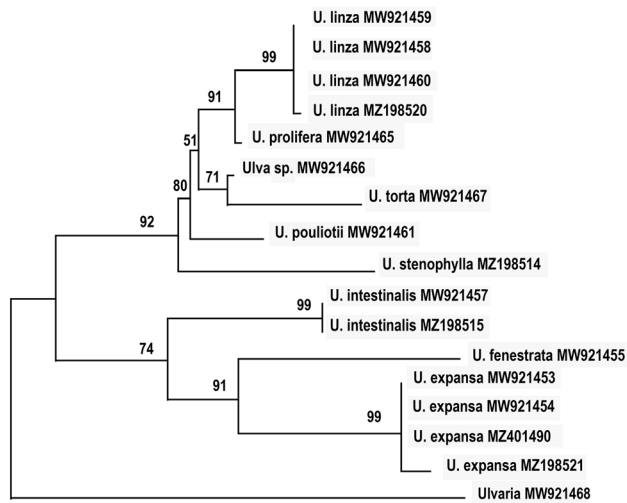 U. linza MW921459
U. linza MW921458
99
U. linza MW921460
91
U. linza MZ198520
51
U. prolifera MW921465
Ulva sp. MW921466
71
80
U. torta MW921467
92
U. pouliotii MW921461
U. stenophylla MZ198514
U. intestinalis MW921457
99
U. intestinalis MZ198515
74
U. fenestrata MW921455
U. expansa MW921453
91
U. expansa MW921454
99
U. expansa MZ401490
U. expansa MZ198521
Ulvaria MW921468